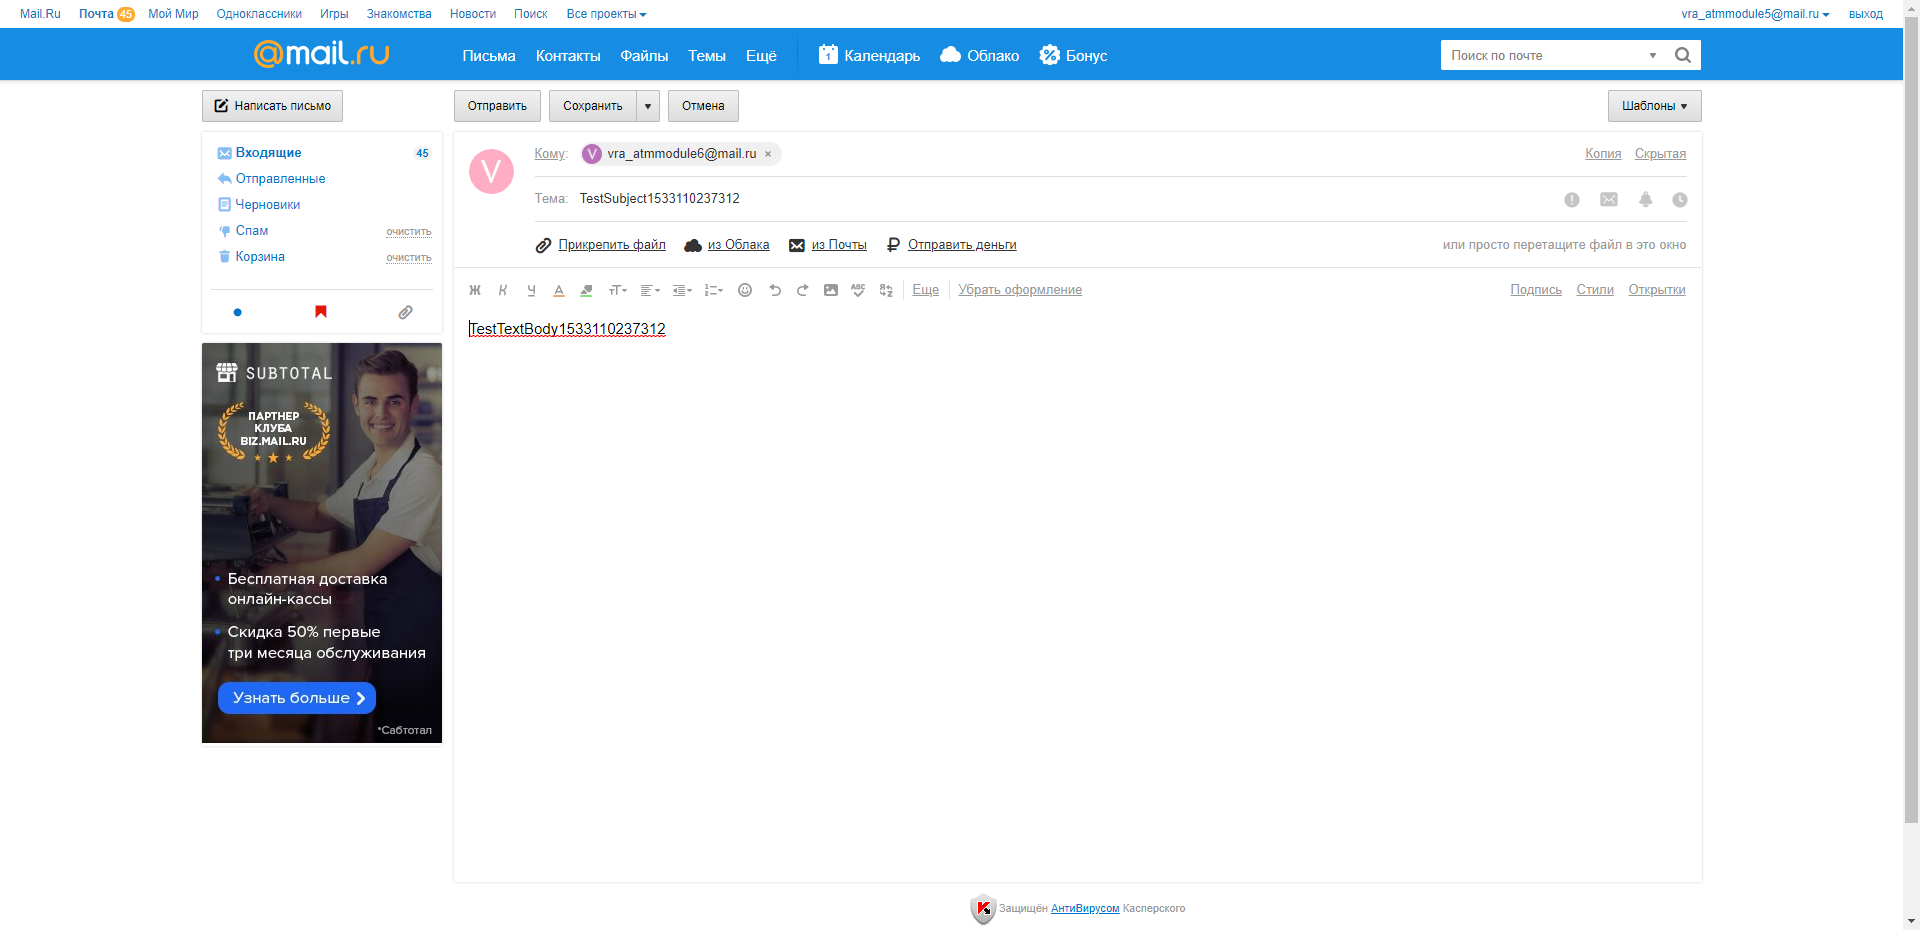 Mail.Ru Почта 45 Мой Мир Одноклассники Игры Знакомства Новости Поиск Все проекты vra_atmmodule5@mail.ru выход
@mail.ru Письма Контакты Файлы Темы Ещё 1 Календарь Облако Бонус Поиск по почте
Написать письмо Отправить Сохранить Отмена Шаблоны
Входящие 45
Отправленные
Черновики
Спам очистить
Корзина очистить
V Кому: V vra_atmmodule6@mail.ru × Копия Скрытая
Тема: TestSubject1533110237312
Прикрепить файл из Облака из Почты Отправить деньги или просто перетащите файл в это окно
Ж К Ч А тТ ABC Еще Убрать оформление Подпись Стили Открытки
TestTextBody1533110237312
SUBTOTAL
ПАРТНЕР
КЛУБА
BIZ.MAIL.RU
• Бесплатная доставка
онлайн-кассы
• Скидка 50% первые
три месяца обслуживания
Узнать больше
*Сабтотал
Защищён АнтиВирусом Касперского